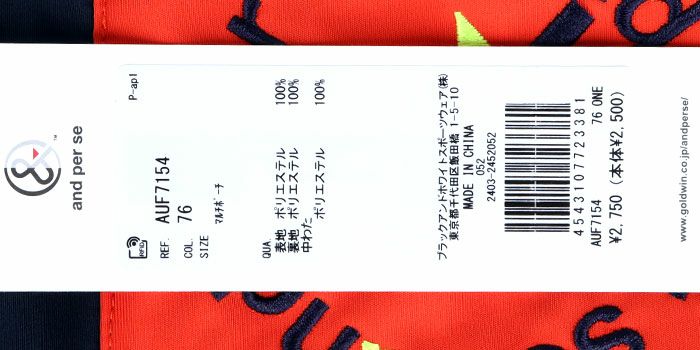 and per se
TM
RFID
REF. AUF7154
COL. 76
SIZE
マルチポーチ
P-apl
QUA.
表地 ポリエステル 100%
裏地 ポリエステル 100%
中わた ポリエステル 100%
ブラックアンドホワイトスポーツウェア(株)
東京都千代田区飯田橋 1-5-10
MADE IN CHINA
052
2403-2452052
4543107723381
AUF7154 76 ONE
¥2,750 (本体¥2,500)
www.goldwin.co.jp/andperse/